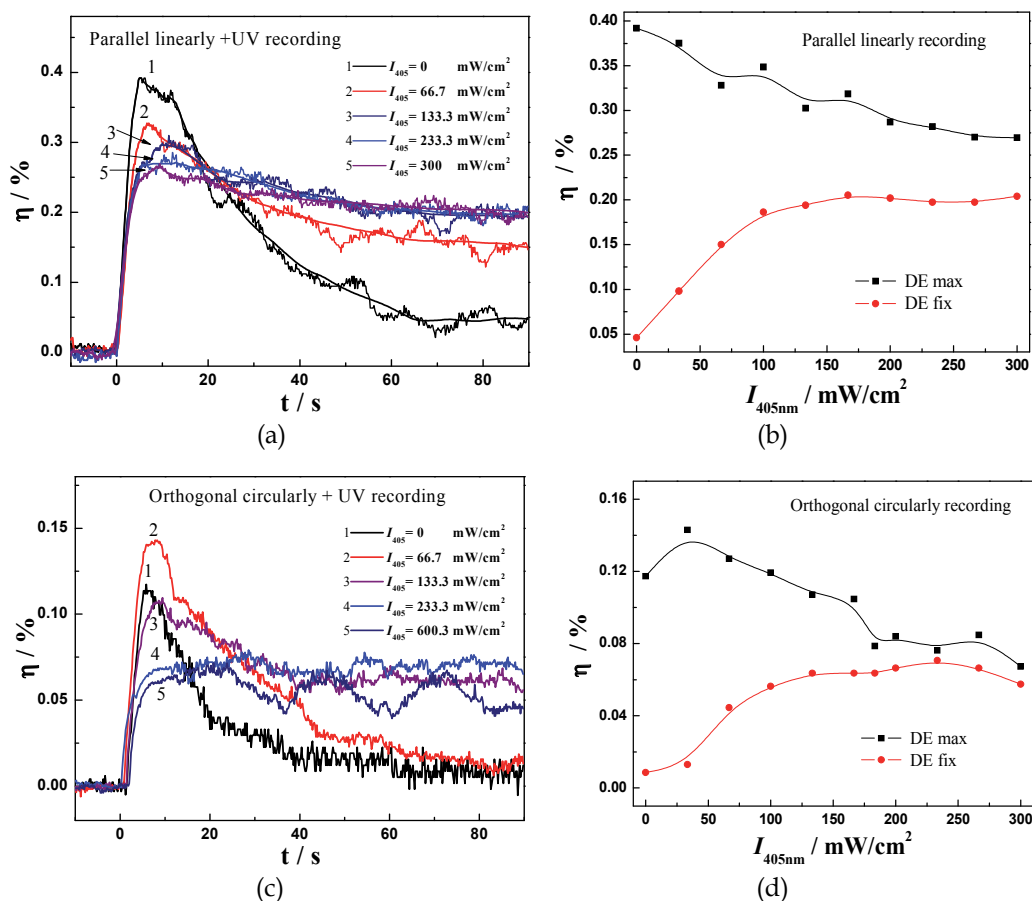 Parallel linearly +UV recording
1 I405= 0 mW/cm2
2 I405= 66.7 mW/cm2
3 I405= 133.3 mW/cm2
4 I405= 233.3 mW/cm2
5 I405= 300 mW/cm2
1
2
3
4
5
0.4
0.3
0.2
0.1
0.0
η / %
0 20 40 60 80
t / s
(a)
Parallel linearly recording
0.40
0.35
0.30
0.25
0.20
0.15
0.10
0.05
η / %
DE max
DE fix
0 50 100 150 200 250 300
I405nm / mW/cm2
(b)
Orthogonal circularly + UV recording
1 I405= 0 mW/cm2
2 I405= 66.7 mW/cm2
3 I405= 133.3 mW/cm2
4 I405= 233.3 mW/cm2
5 I405= 600.3 mW/cm2
2
1
3
4
5
0.15
0.10
0.05
0.00
η / %
0 20 40 60 80
t / s
(c)
Orthogonal circularly recording
0.16
0.12
0.08
0.04
0.00
η / %
DE max
DE fix
0 50 100 150 200 250 300
I405nm / mW/cm2
(d)